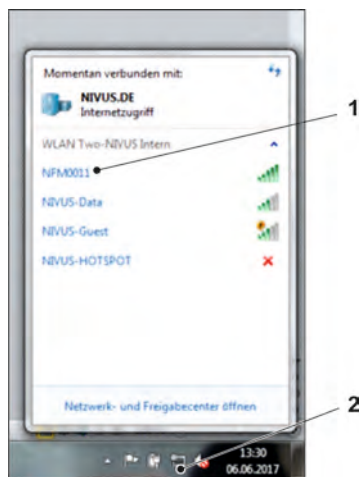 Momentan verbunden mit:
NIVUS.DE
Internetzugriff
WLAN Two-NIVUS Intern
NFM0011
1
NIVUS-Data
NIVUS-Guest
NIVUS-HOTSPOT
Netzwerk- und Freigabecenter öffnen
2
13:30
06.06.2017